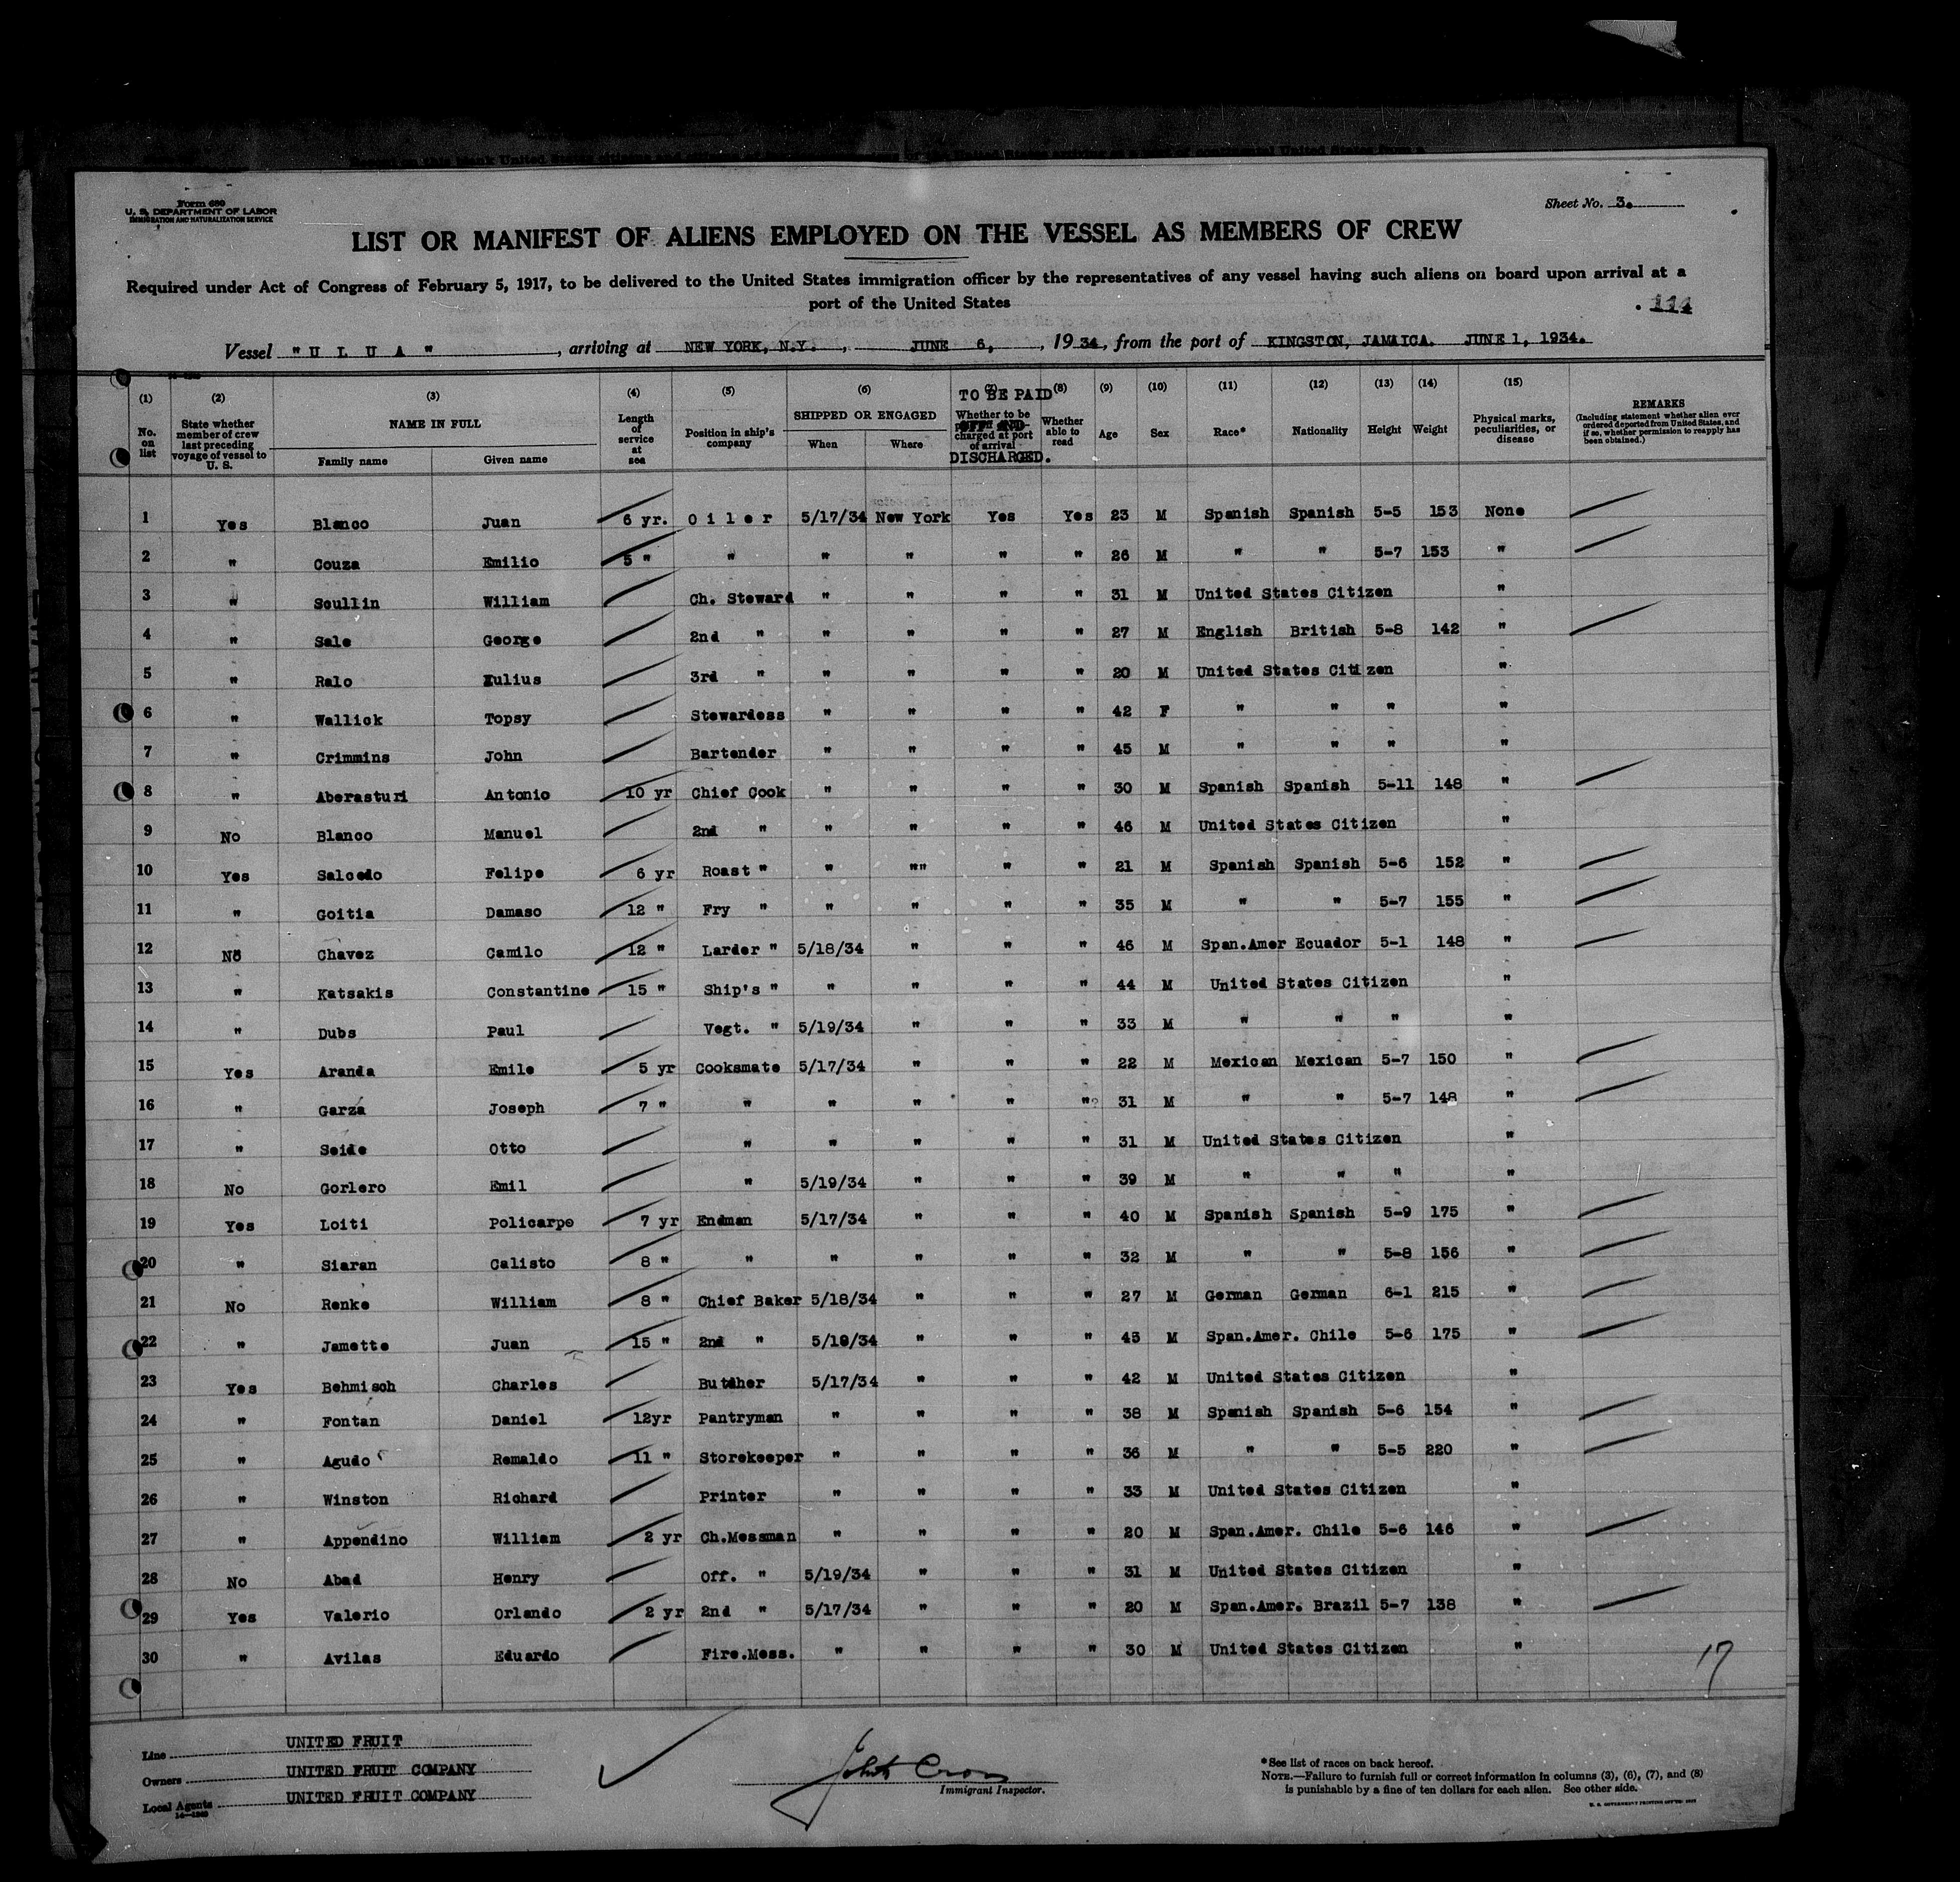 Form 680
U. S. DEPARTMENT OF LABOR
IMMIGRATION AND NATURALIZATION SERVICE
Sheet No. 3.
LIST OR MANIFEST OF ALIENS EMPLOYED ON THE VESSEL AS MEMBERS OF CREW
Required under Act of Congress of February 5, 1917, to be delivered to the United States immigration officer by the representatives of any vessel having such aliens on board upon arrival at a
port of the United States
114
Vessel "U L U A", arriving at NEW YORK, N.Y., JUNE 6, 1934, from the port of KINGSTON, JAMAICA. JUNE 1, 1934.
(1) No. on list
(2) State whether member of crew last preceding voyage of vessel to U. S.
(3) NAME IN FULL Family name Given name
(4) Length of service at sea
(5) Position in ship's company
(6) SHIPPED OR ENGAGED When Where
(7) TO BE PAID Whether to be charged at port of arrival DISCHARGED.
(8) Whether able to read
(9) Age
(10) Sex
(11) Race*
(12) Nationality
(13) Height
(14) Weight
(15) Physical marks, peculiarities, or disease
REMARKS (Including statement whether alien ever ordered deported from United States, and if so, whether permission to reapply has been obtained.)
1 Yes Blanco Juan 6 yr. Oiler 5/17/34 New York Yes Yes 23 M Spanish Spanish 5-5 153 None
2 " Couza Emilio 5 " " " " " " 26 M " " 5-7 153 "
3 " Scullin William Ch. Steward " " " " 31 M United States Citizen "
4 " Sale George 2nd " " " " " 27 M English British 5-8 142 "
5 " Ralo Julius 3rd " " " " " 20 M United States Citizen "
6 " Wallick Topsy Stewardess " " " " 42 F " " " "
7 " Crimmins John Bartender " " " " 45 M " " " "
8 " Aberasturi Antonio 10 yr Chief Cook " " " " 30 M Spanish Spanish 5-11 148 "
9 No Blanco Manuel 2nd " " " " " 46 M United States Citizen "
10 Yes Salcedo Felipe 6 yr Roast " " "" " " 21 M Spanish Spanish 5-6 152 "
11 " Goitia Damaso 12 " Fry " " " " " 35 M " " 5-7 155 "
12 No Chavez Camilo 12 " Larder " 5/18/34 " " " 46 M Span.Amer Ecuador 5-1 148 "
13 " Katsakis Constantine 15 " Ship's " " " " " 44 M United States Citizen "
14 " Dubs Paul Vegt. " 5/19/34 " " " 33 M " " " "
15 Yes Aranda Emile 5 yr Cooksmate 5/17/34 " " " 22 M Mexican Mexican 5-7 150 "
16 " Garza Joseph 7 " " " " " " 31 M " " 5-7 148 "
17 " Seide Otto " " " " " 31 M United States Citizen "
18 No Gorlero Emil " 5/19/34 " " " 39 M " " " "
19 Yes Loiti Policarpo 7 yr Endman 5/17/34 " " " 40 M Spanish Spanish 5-9 175 "
20 " Siaran Calisto 8 " " " " " " 32 M " " 5-8 156 "
21 No Renke William 8 " Chief Baker 5/18/34 " " " 27 M German German 6-1 215 "
22 " Jamette Juan 15 " 2nd " 5/19/34 " " " 43 M Span.Amer. Chile 5-6 175 "
23 Yes Behmisch Charles Butcher 5/17/34 " " " 42 M United States Citizen "
24 " Fontan Daniel 12yr Pantryman " " " " 38 M Spanish Spanish 5-6 154 "
25 " Agudo Remaldo 11 " Storekeeper " " " " 36 M " " 5-5 220 "
26 " Winston Richard Printer " " " " 33 M United States Citizen "
27 " Appendino William 2 yr Ch.Messman " " " " 20 M Span.Amer. Chile 5-6 146 "
28 No Abad Henry Off. " 5/19/34 " " " 31 M United States Citizen "
29 Yes Valerio Orlando 2 yr 2nd " 5/17/34 " " " 20 M Span.Amer. Brazil 5-7 138 "
30 " Avilas Eduardo Fire.Mess. " " " " 30 M United States Citizen "
17
Line UNITED FRUIT
Owners UNITED FRUIT COMPANY
Local Agents UNITED FRUIT COMPANY
John Cron
Immigrant Inspector.
*See list of races on back hereof.
NOTE.—Failure to furnish full or correct information in columns (3), (6), (7), and (8)
is punishable by a fine of ten dollars for each alien. See other side.